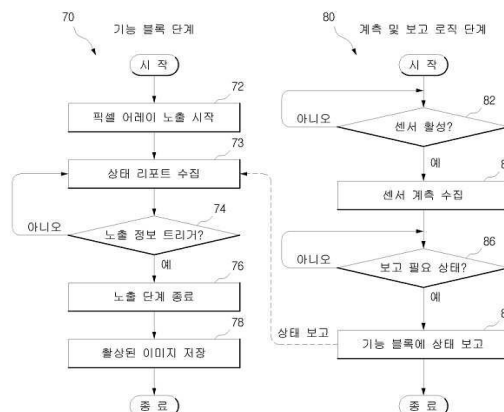 70
기능 블록 단계
시 작
72
픽셀 어레이 노출 시작
73
상태 리포트 수집
74
아니오
노출 정보 트리거?
예
76
노출 단계 종료
78
촬상된 이미지 저장
종 료
80
계측 및 보고 로직 단계
시 작
82
아니오
센서 활성?
예
8
센서 계측 수집
86
아니오
보고 필요 상태?
예
8
상태 보고
기능 블록에 상태 보고
종 료